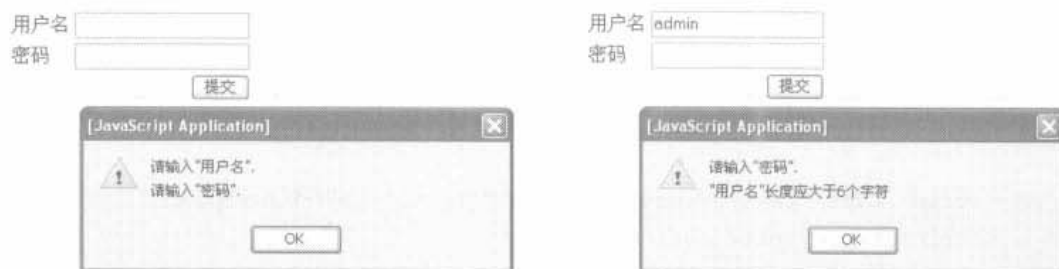 用户名
密码
提交
[JavaScript Application]
请输入"用户名".
请输入"密码".
OK
用户名 admin
密码
提交
[JavaScript Application]
请输入"密码".
"用户名"长度应大于6个字符
OK